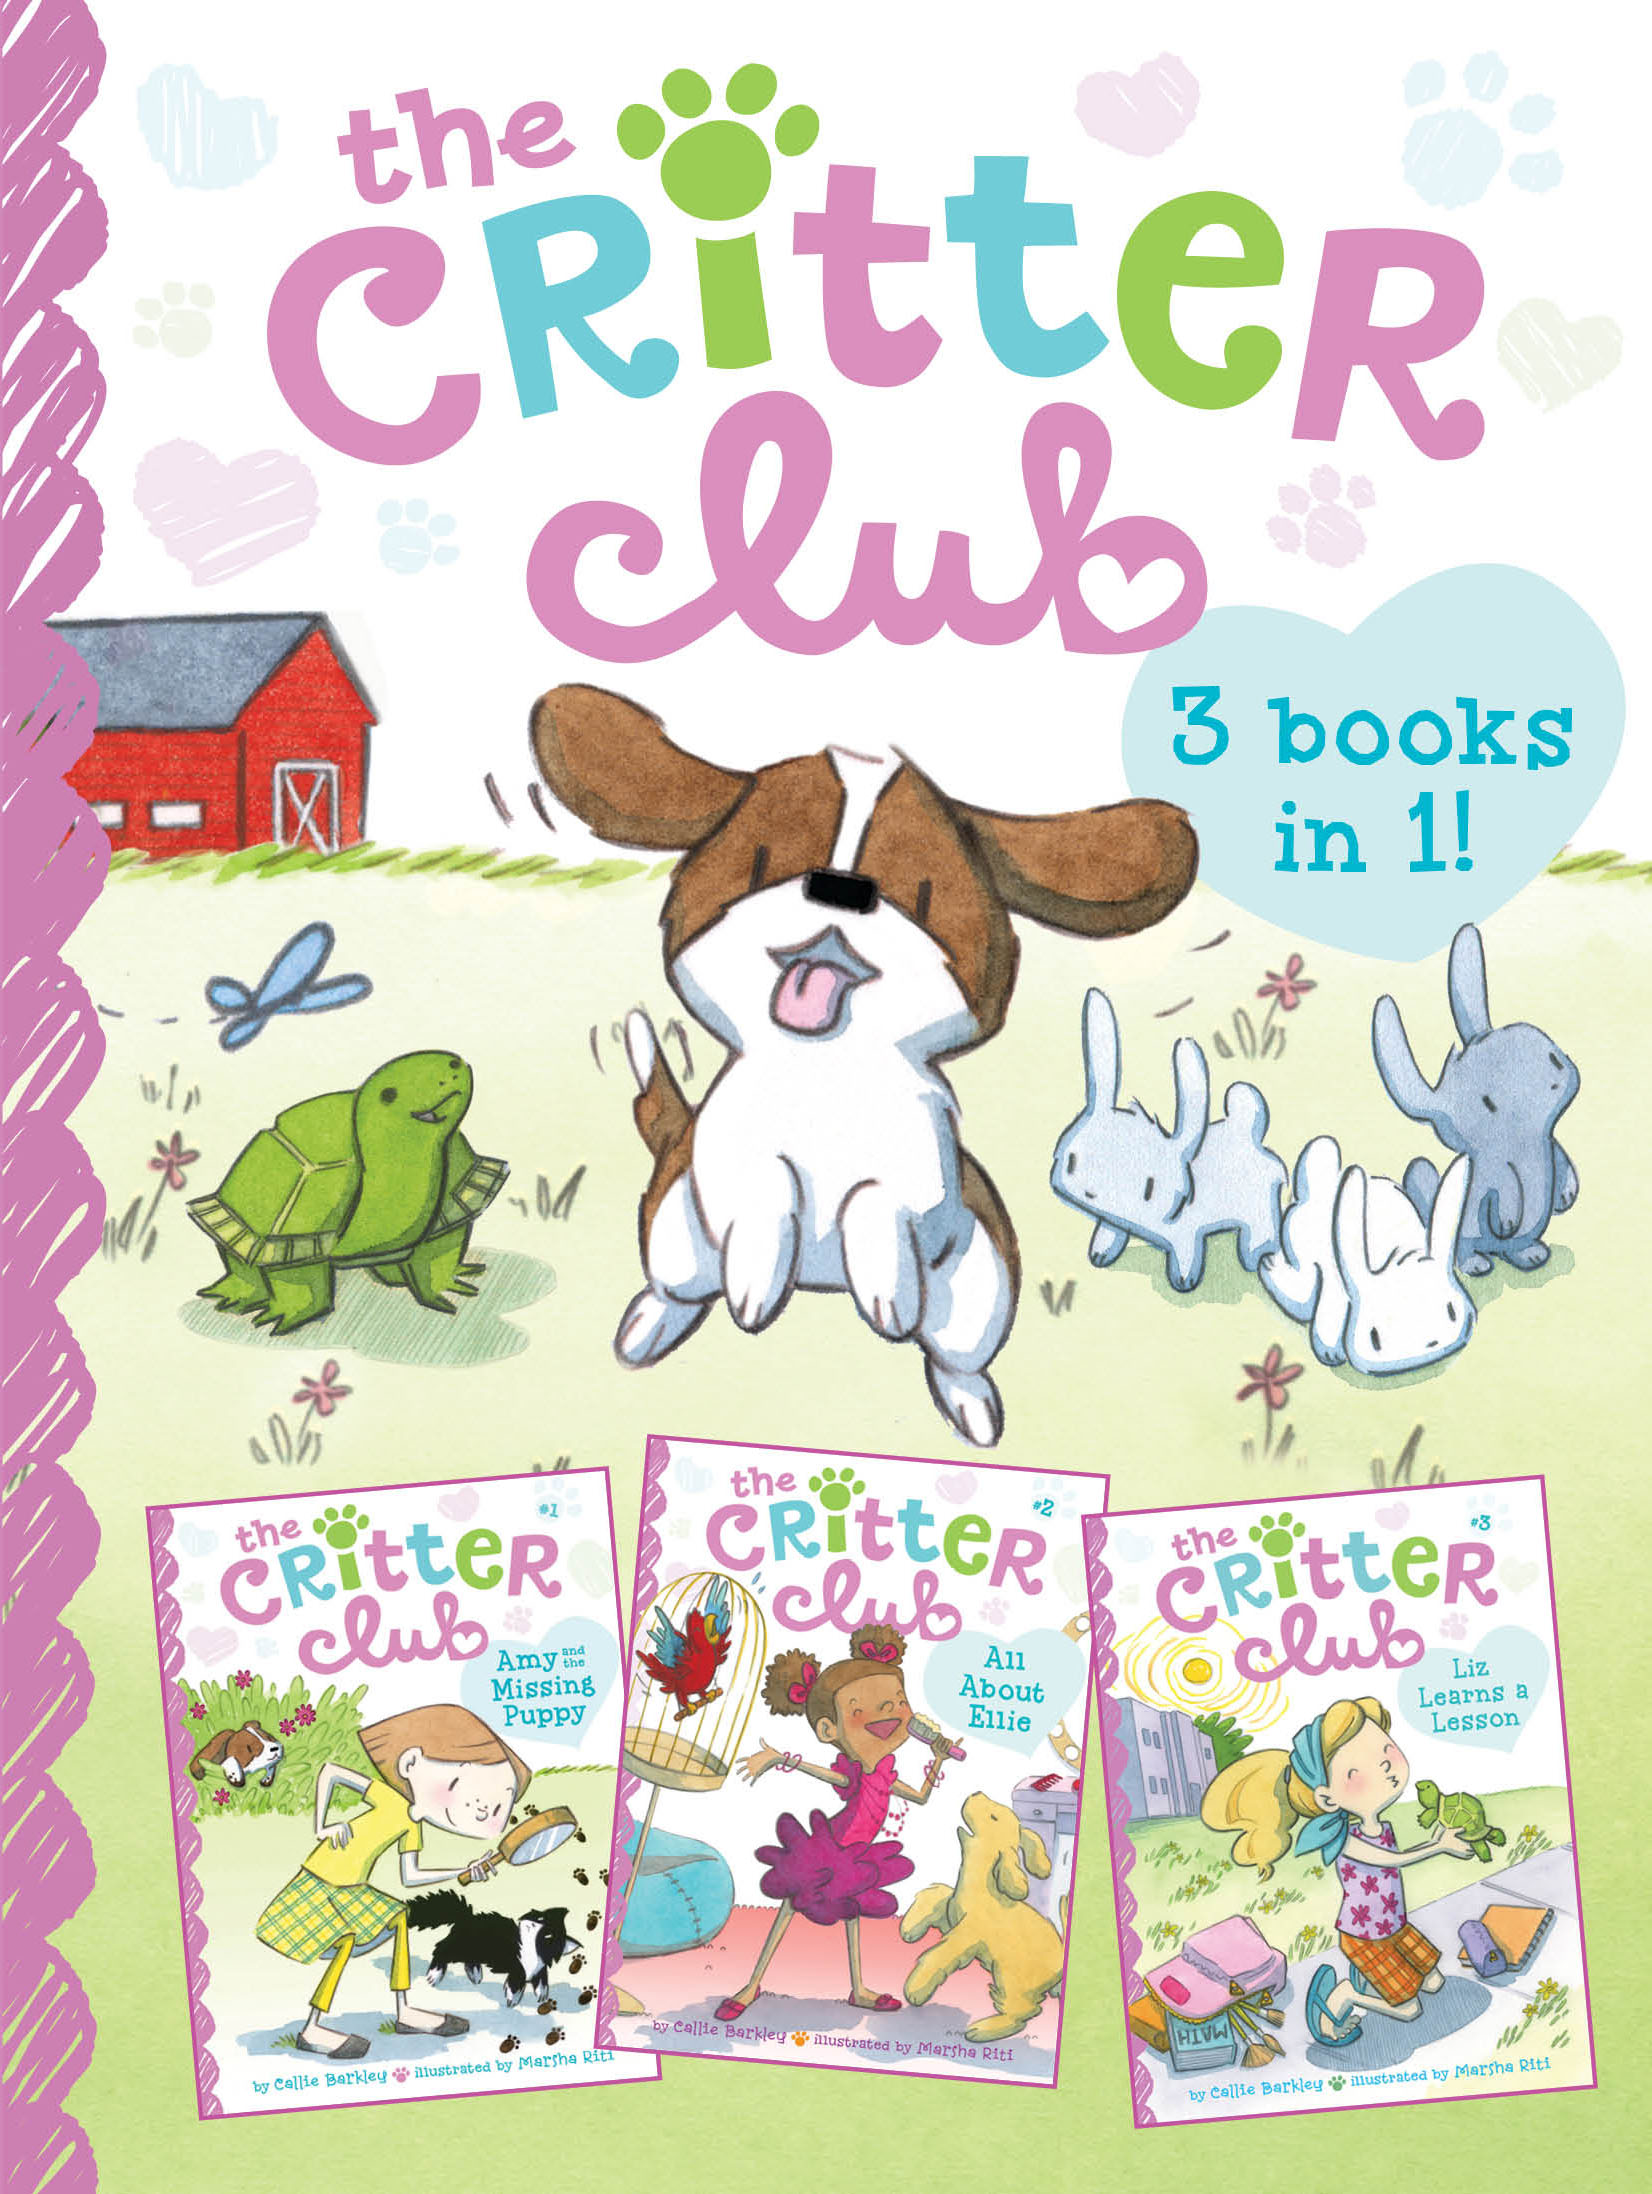 the
CRitteR
club
3 books
in 1!
#1
the
CRitteR
club
Amy and the
Missing
Puppy
by Callie Barkley illustrated by Marsha Riti
#2
the
CRitteR
club
All
About
Ellie
by Callie Barkley illustrated by Marsha Riti
#3
the
CRitteR
club
Liz
Learns a
Lesson
MATH
by Callie Barkley illustrated by Marsha Riti